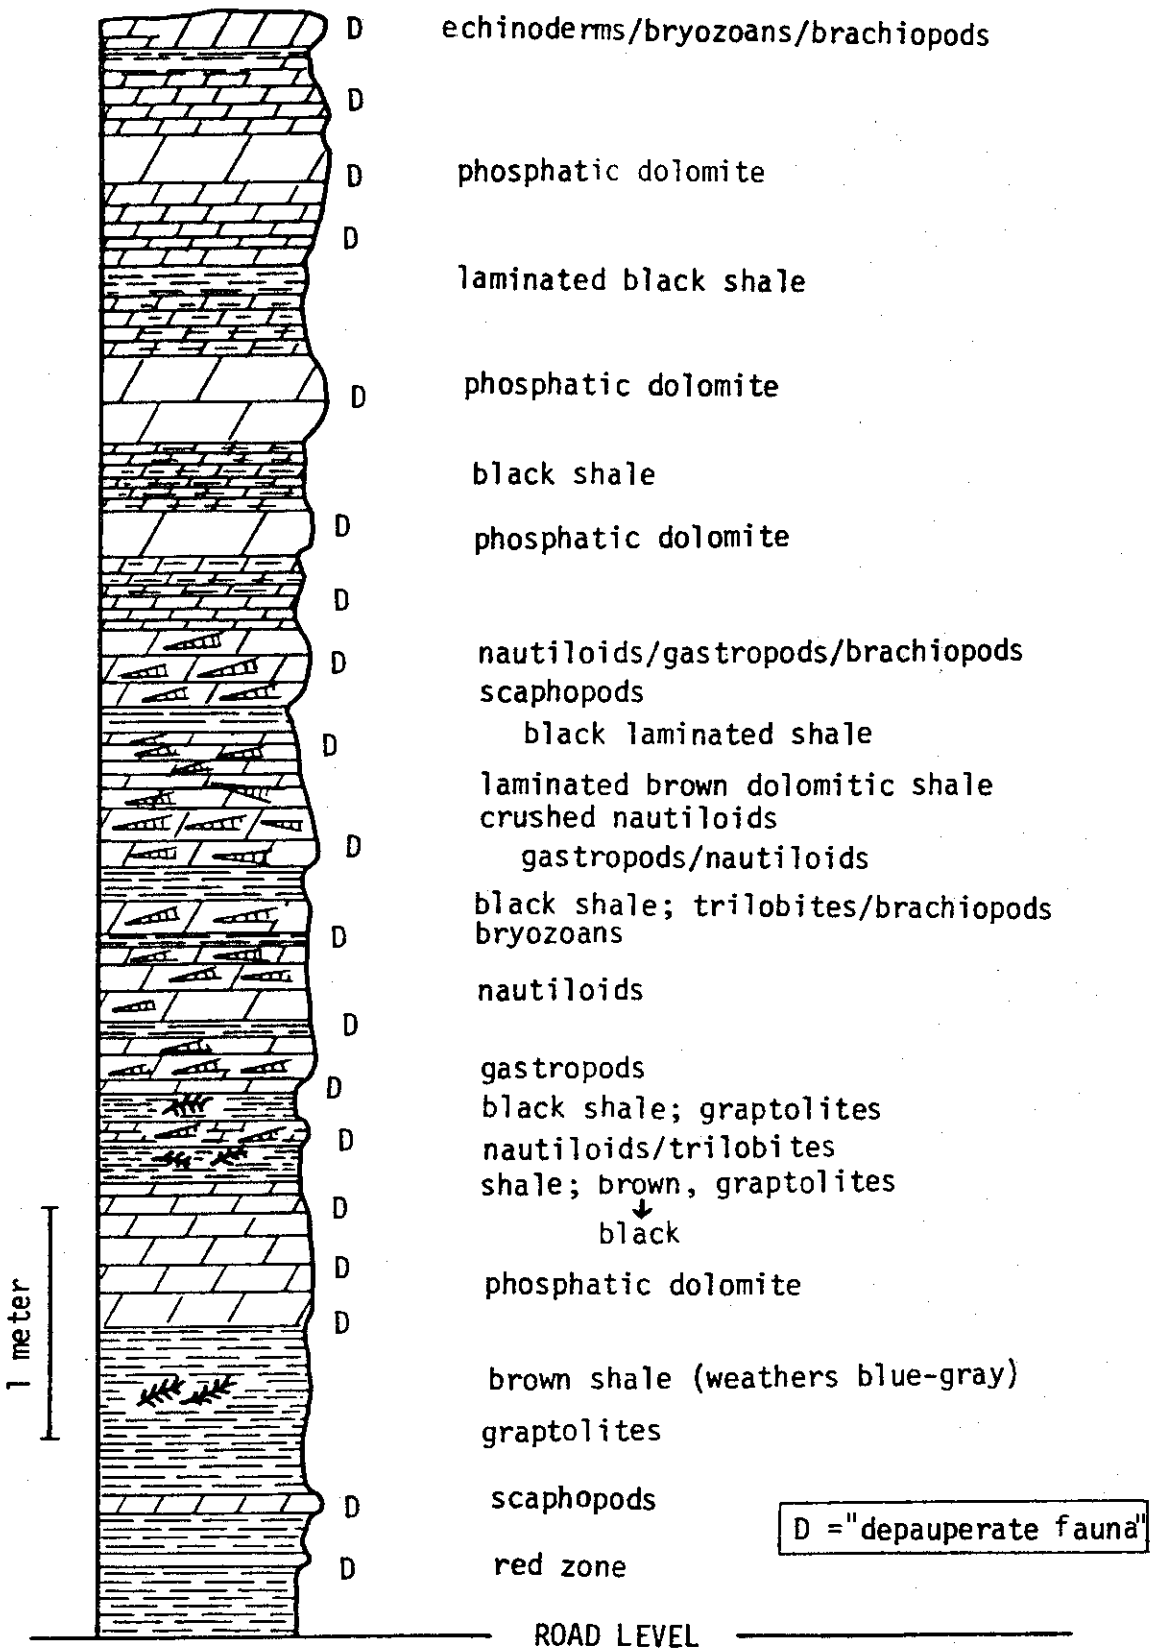 D echinoderms/bryozoans/brachiopods
D
D phosphatic dolomite
D
laminated black shale
D phosphatic dolomite
black shale
D phosphatic dolomite
D
D nautiloids/gastropods/brachiopods
scaphopods
D black laminated shale
laminated brown dolomitic shale
crushed nautiloids
D gastropods/nautiloids
black shale; trilobites/brachiopods
D bryozoans
nautiloids
D
gastropods
D
black shale; graptolites
D nautiloids/trilobites
shale; brown, graptolites
D
↓
black
D phosphatic dolomite
D
1 meter
brown shale (weathers blue-gray)
graptolites
D scaphopods
D ="depauperate fauna"
D red zone
ROAD LEVEL